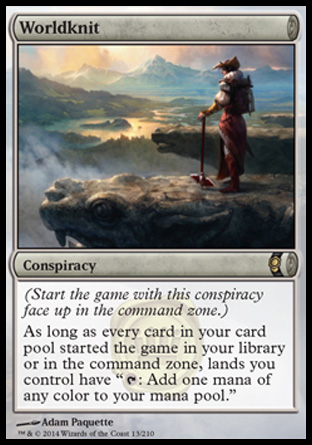 Worldknit
Conspiracy
(Start the game with this conspiracy
face up in the command zone.)
As long as every card in your card
pool started the game in your library
or in the command zone, lands you
control have “: Add one mana of
any color to your mana pool.”
Adam Paquette
™ & © 2014 Wizards of the Coast 13/210